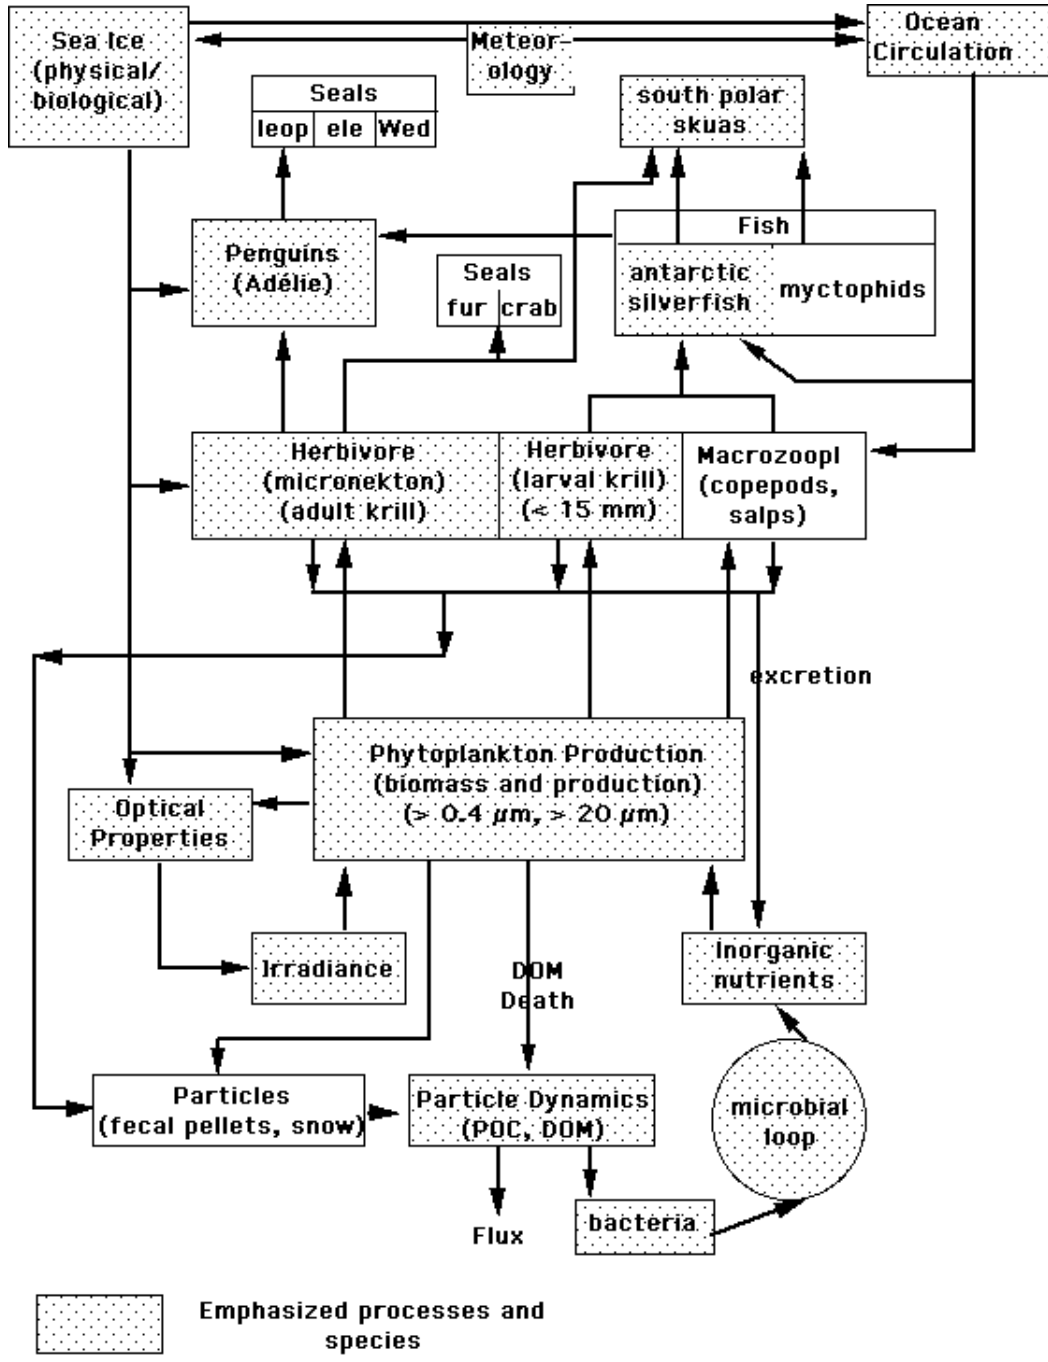 Sea Ice
(physical/
biological)
Meteor-
ology
Ocean
Circulation
Seals
leop ele Wed
south polar
skuas
Penguins
(Adélie)
Seals
fur crab
Fish
antarctic
silverfish
myctophids
Herbivore
(micronekton)
(adult krill)
Herbivore
(larval krill)
(< 15 mm)
Macrozoopl
(copepods,
salps)
excretion
Phytoplankton Production
(biomass and production)
(> 0.4 µm, > 20 µm)
Optical
Properties
Irradiance
DOM
Death
Inorganic
nutrients
Particles
(fecal pellets, snow)
Particle Dynamics
(POC, DOM)
microbial
loop
Flux
bacteria
Emphasized processes and
species